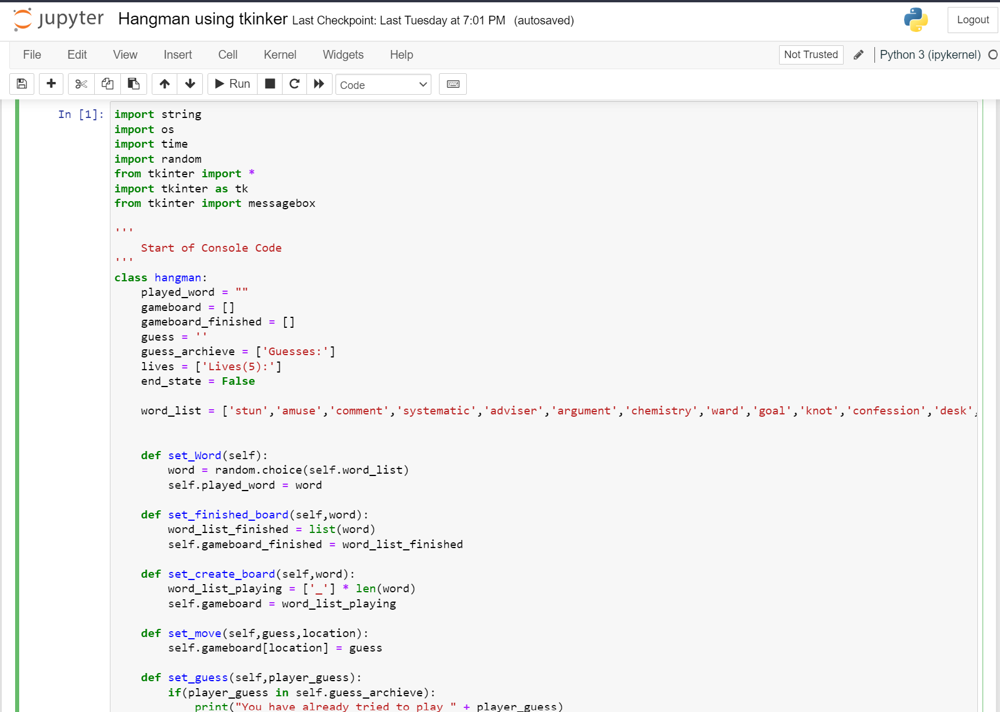 jupyter Hangman using tkinker Last Checkpoint: Last Tuesday at 7:01 PM (autosaved) Logout
File Edit View Insert Cell Kernel Widgets Help Not Trusted Python 3 (ipykernel)
Run Code
In [1]: import string
import os
import time
import random
from tkinter import *
import tkinter as tk
from tkinter import messagebox
'''
Start of Console Code
'''
class hangman:
played_word = ""
gameboard = []
gameboard_finished = []
guess = ''
guess_archieve = ['Guesses:']
lives = ['Lives(5):']
end_state = False
word_list = ['stun','amuse','comment','systematic','adviser','argument','chemistry','ward','goal','knot','confession','desk',
def set_Word(self):
word = random.choice(self.word_list)
self.played_word = word
def set_finished_board(self,word):
word_list_finished = list(word)
self.gameboard_finished = word_list_finished
def set_create_board(self,word):
word_list_playing = ['_'] * len(word)
self.gameboard = word_list_playing
def set_move(self,guess,location):
self.gameboard[location] = guess
def set_guess(self,player_guess):
if(player_guess in self.guess_archieve):
print("You have already tried to play " + player_guess)